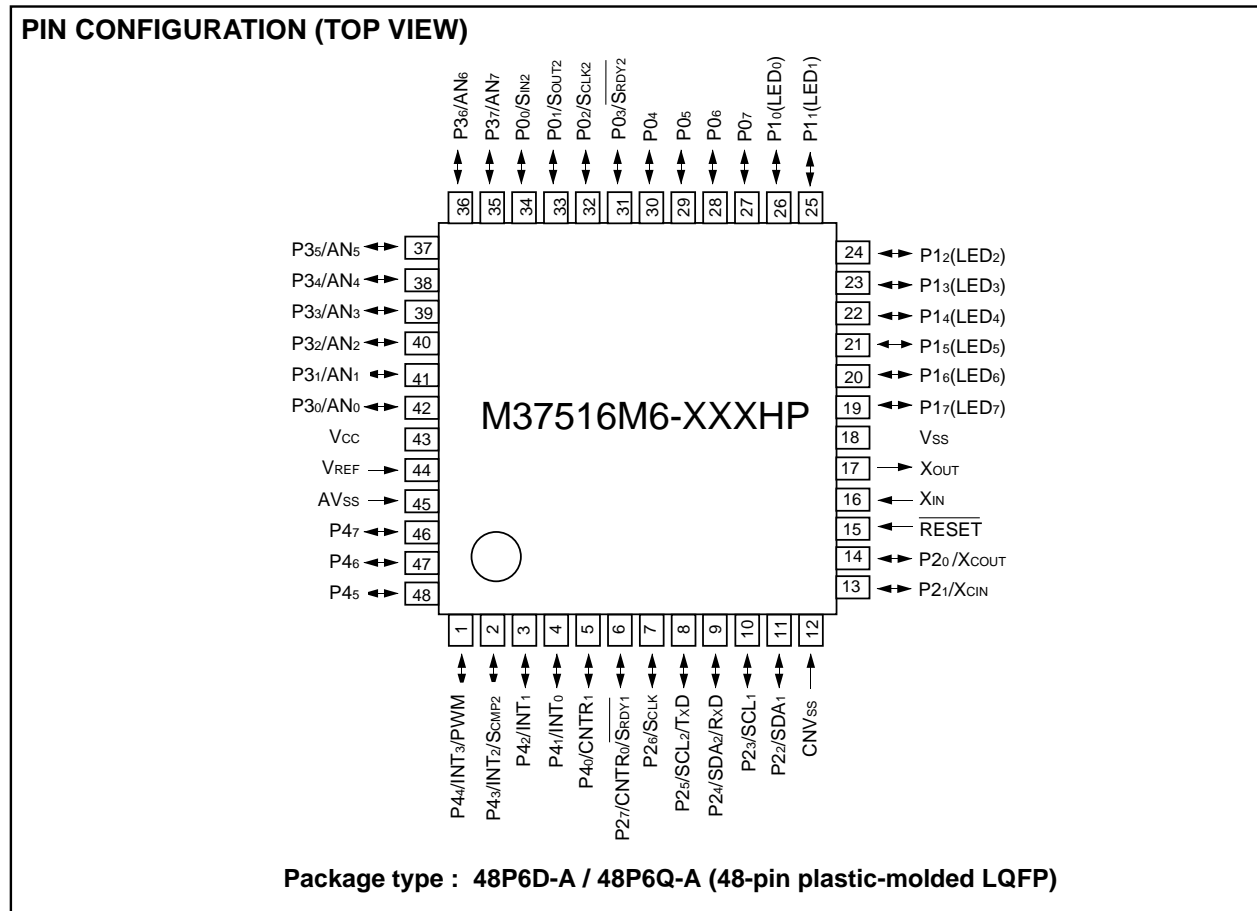 PIN CONFIGURATION (TOP VIEW)
P36/AN6
P37/AN7
P00/SIN2
P01/SOUT2
P02/SCLK2
P03/SRDY2
P04
P05
P06
P07
P10(LED0)
P11(LED1)
36
35
34
33
32
31
30
29
28
27
26
25
P35/AN5 37
P34/AN4 38
P33/AN3 39
P32/AN2 40
P31/AN1 41
P30/AN0 42
VCC 43
VREF 44
AVSS 45
P47 46
P46 47
P45 48
M37516M6-XXXHP
24 P12(LED2)
23 P13(LED3)
22 P14(LED4)
21 P15(LED5)
20 P16(LED6)
19 P17(LED7)
18 VSS
17 XOUT
16 XIN
15 RESET
14 P20/XCOUT
13 P21/XCIN
1
2
3
4
5
6
7
8
9
10
11
12
P44/INT3/PWM
P43/INT2/SCMP2
P42/INT1
P41/INT0
P40/CNTR1
P27/CNTR0/SRDY1
P26/SCLK
P25/SCL2/TxD
P24/SDA2/RxD
P23/SCL1
P22/SDA1
CNVSS
Package type : 48P6D-A / 48P6Q-A (48-pin plastic-molded LQFP)